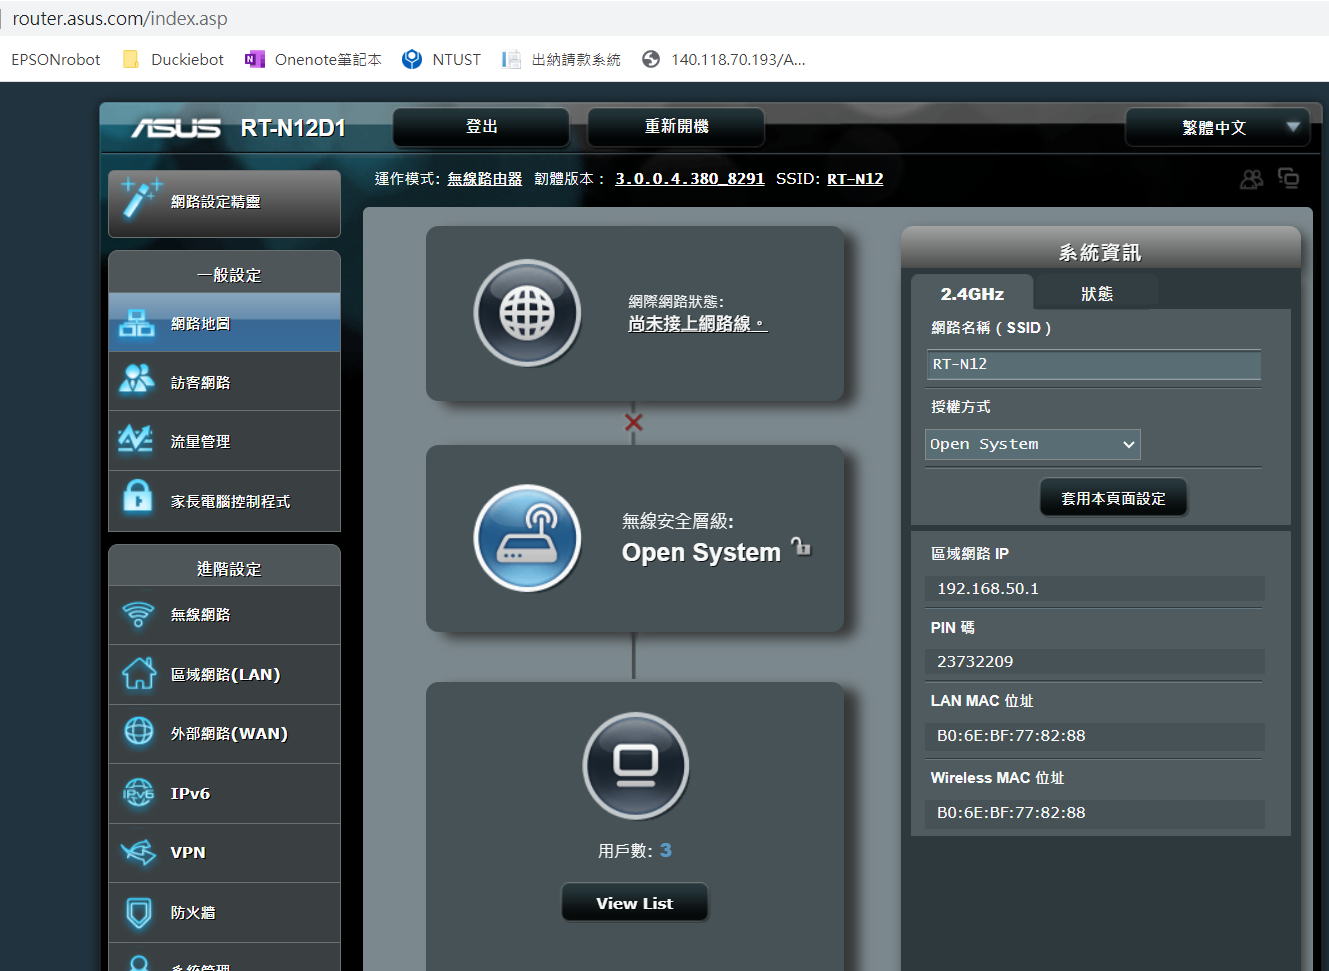 router.asus.com/index.asp
EPSONrobot Duckiebot Onenote筆記本 NTUST 出納請款系統 140.118.70.193/A...
ASUS RT-N12D1 登出 重新開機 繁體中文
運作模式: 無線路由器 韌體版本： 3.0.0.4.380_8291 SSID: RT-N12
網路設定精靈
一般設定
網路地圖
訪客網路
流量管理
家長電腦控制程式
進階設定
無線網路
區域網路(LAN)
外部網路(WAN)
IPv6
IPv6
VPN
防火牆
系統管理
網際網路狀態:
尚未接上網路線。
無線安全層級:
Open System
用戶數: 3
View List
系統資訊
2.4GHz 狀態
網路名稱 ( SSID )
RT-N12
授權方式
Open System
套用本頁面設定
區域網路 IP
192.168.50.1
PIN 碼
23732209
LAN MAC 位址
B0:6E:BF:77:82:88
Wireless MAC 位址
B0:6E:BF:77:82:88